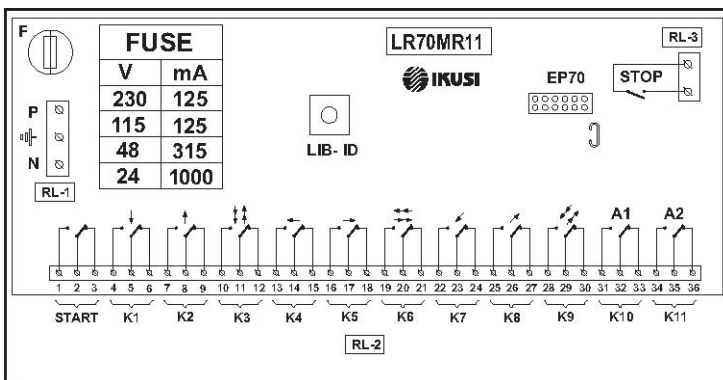 F
FUSE
V mA
230 125
115 125
48 315
24 1000
P
N
RL-1
LR70MR11
IKUSI
LIB- ID
EP70
STOP
RL-3
A1 A2
1 2 3 4 5 6 7 8 9 10 11 12 13 14 15 16 17 18 19 20 21 22 23 24 25 26 27 28 29 30 31 32 33 34 35 36
START K1 K2 K3 K4 K5 K6 K7 K8 K9 K10 K11
RL-2